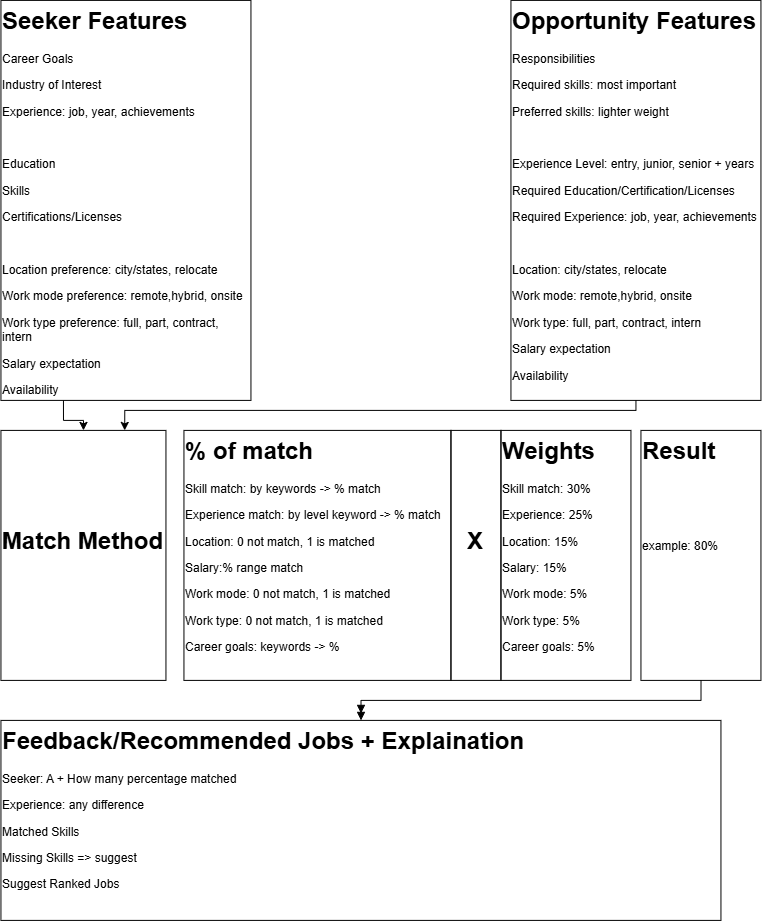 Seeker Features
Career Goals
Industry of Interest
Experience: job, year, achievements
Education
Skills
Certifications/Licenses
Location preference: city/states, relocate
Work mode preference: remote,hybrid, onsite
Work type preference: full, part, contract,
intern
Salary expectation
Availability
Opportunity Features
Responsibilities
Required skills: most important
Preferred skills: lighter weight
Experience Level: entry, junior, senior + years
Required Education/Certification/Licenses
Required Experience: job, year, achievements
Location: city/states, relocate
Work mode: remote,hybrid, onsite
Work type: full, part, contract, intern
Salary expectation
Availability
Match Method
% of match
Skill match: by keywords -> % match
Experience match: by level keyword -> % match
Location: 0 not match, 1 is matched
Salary:% range match
Work mode: 0 not match, 1 is matched
Work type: 0 not match, 1 is matched
Career goals: keywords -> %
X
Weights
Skill match: 30%
Experience: 25%
Location: 15%
Salary: 15%
Work mode: 5%
Work type: 5%
Career goals: 5%
Result
example: 80%
Feedback/Recommended Jobs + Explaination
Seeker: A + How many percentage matched
Experience: any difference
Matched Skills
Missing Skills => suggest
Suggest Ranked Jobs